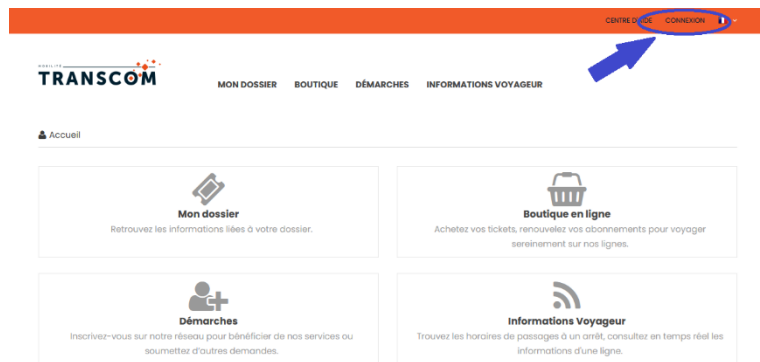 CENTRE D'AIDE CONNEXION
MOBILITÉ
TRANSCOM
MON DOSSIER BOUTIQUE DÉMARCHES INFORMATIONS VOYAGEUR
Accueil
Mon dossier
Retrouvez les informations liées à votre dossier.
Boutique en ligne
Achetez vos tickets, renouvelez vos abonnements pour voyager
sereinement sur nos lignes.
Démarches
Inscrivez-vous sur notre réseau pour bénéficier de nos services ou
soumettez d'autres demandes.
Informations Voyageur
Trouvez les horaires de passages à un arrêt, consultez en temps réel les
informations d'une ligne.